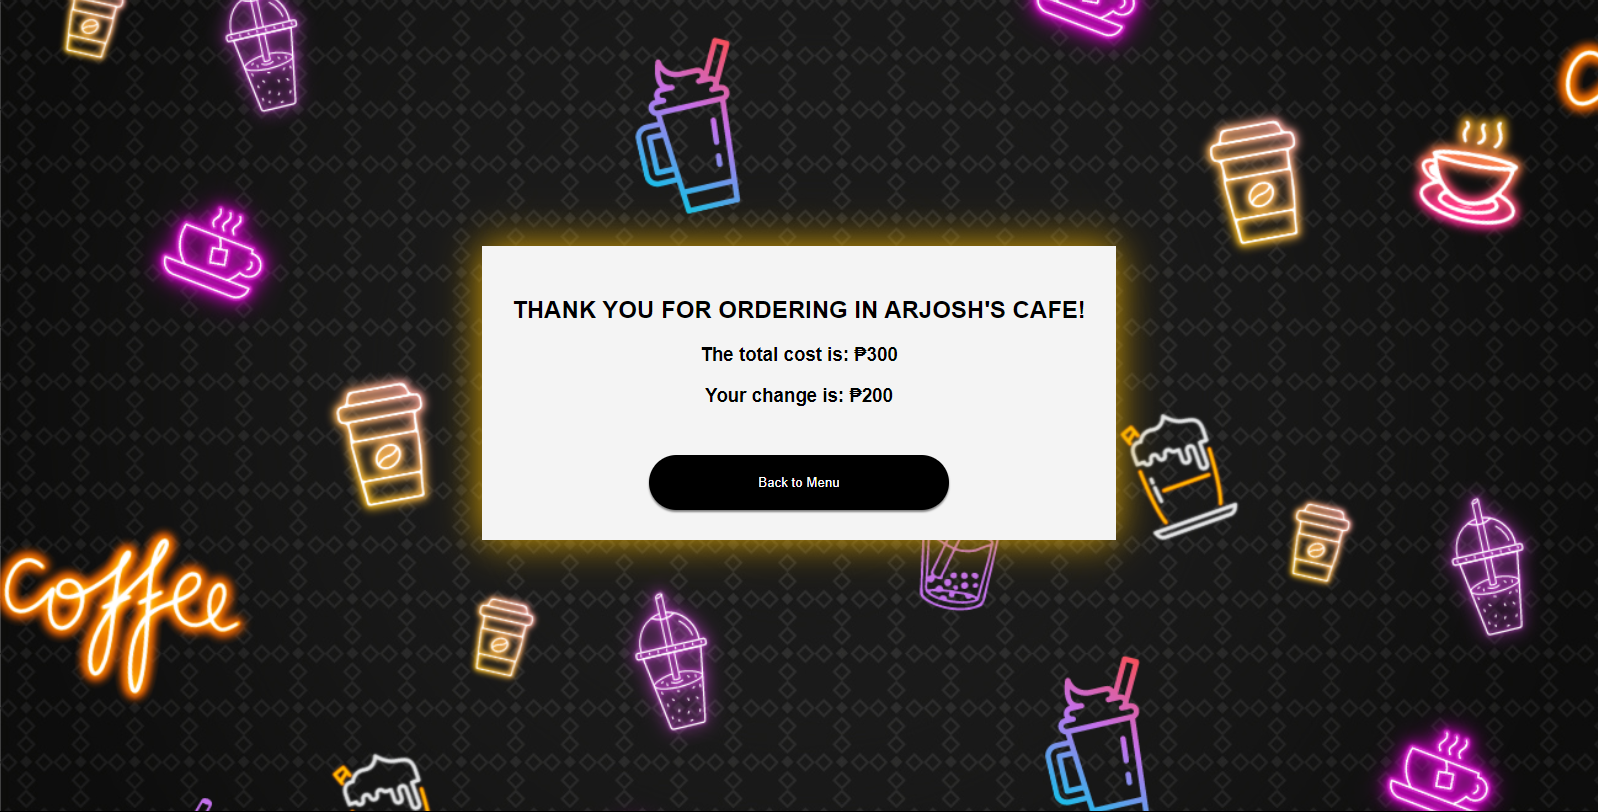 THANK YOU FOR ORDERING IN ARJOSH'S CAFE!
The total cost is: ₱300
Your change is: ₱200
Back to Menu
coffee